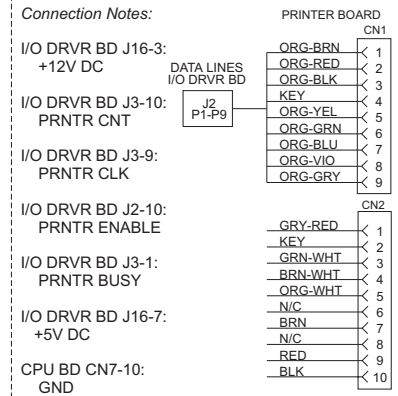 Connection Notes:
I/O DRVR BD J16-3:
+12V DC
I/O DRVR BD J3-10:
PRNTR CNT
I/O DRVR BD J3-9:
PRNTR CLK
I/O DRVR BD J2-10:
PRNTR ENABLE
I/O DRVR BD J3-1:
PRNTR BUSY
I/O DRVR BD J16-7:
+5V DC
CPU BD CN7-10:
GND
DATA LINES
I/O DRVR BD
J2
P1-P9
PRINTER BOARD
CN1
ORG-BRN 1
ORG-RED 2
ORG-BLK 3
KEY 4
ORG-YEL 5
ORG-GRN 6
ORG-BLU 7
ORG-VIO 8
ORG-GRY 9
CN2
GRY-RED 1
KEY 2
GRN-WHT 3
BRN-WHT 4
ORG-WHT 5
N/C 6
BRN 7
N/C 8
RED 9
BLK 10